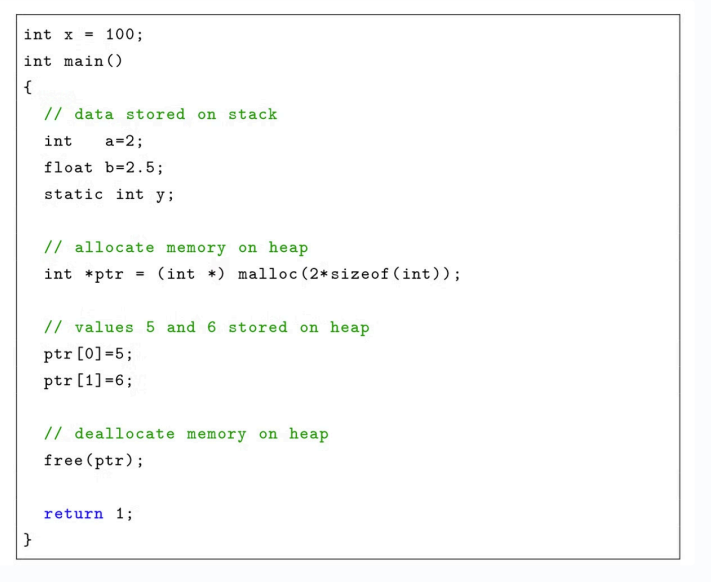 int x = 100;
int main()
{
// data stored on stack
int   a=2;
float b=2.5;
static int y;
// allocate memory on heap
int *ptr = (int *) malloc(2*sizeof(int));
// values 5 and 6 stored on heap
ptr[0]=5;
ptr[1]=6;
// deallocate memory on heap
free(ptr);
return 1;
}